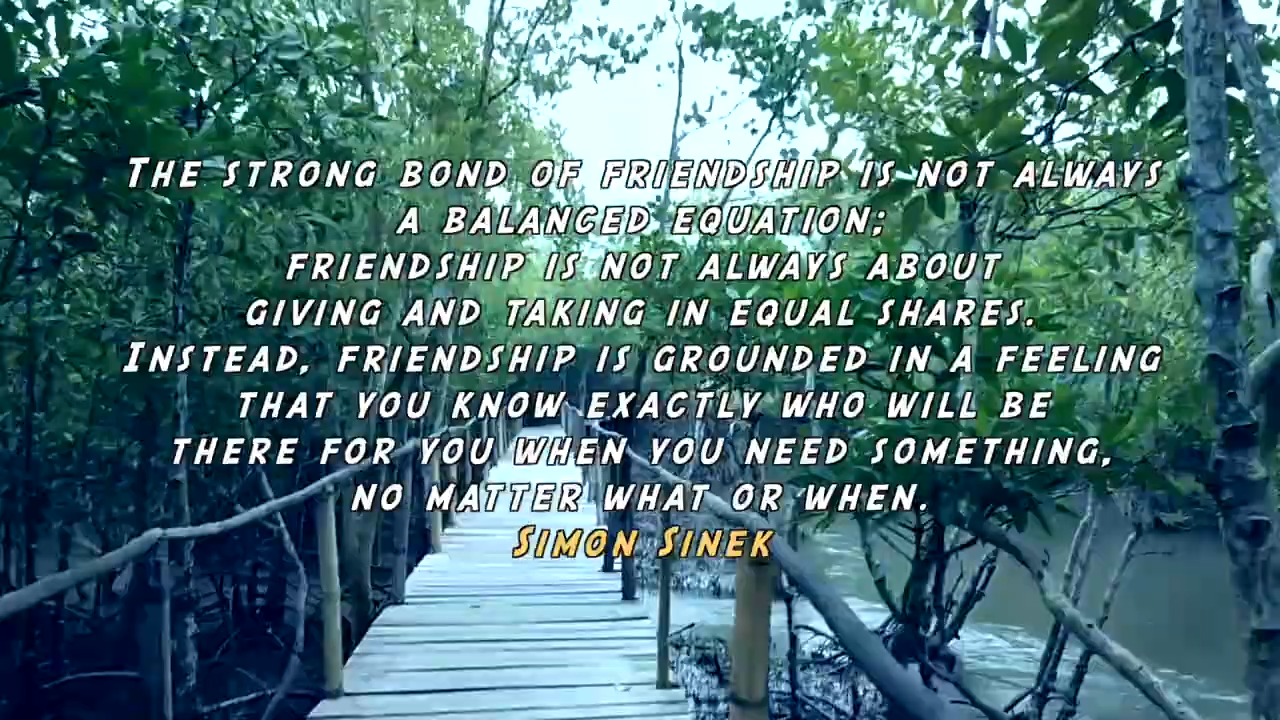 The strong bond of friendship is not always
a balanced equation;
friendship is not always about
giving and taking in equal shares.
Instead, friendship is grounded in a feeling
that you know exactly who will be
there for you when you need something,
no matter what or when.
Simon Sinek